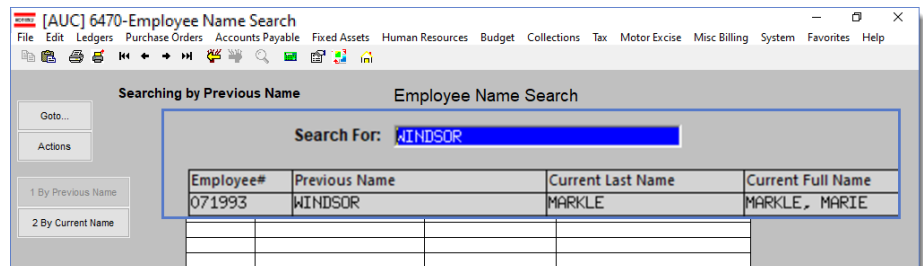 [AUC] 6470-Employee Name Search
File Edit Ledgers Purchase Orders Accounts Payable Fixed Assets Human Resources Budget Collections Tax Motor Excise Misc Billing System Favorites Help
Searching by Previous Name Employee Name Search
Goto...
Search For: WINDSOR
Actions
Employee# Previous Name Current Last Name Current Full Name
1 By Previous Name
071993 WINDSOR MARKLE MARKLE, MARIE
2 By Current Name